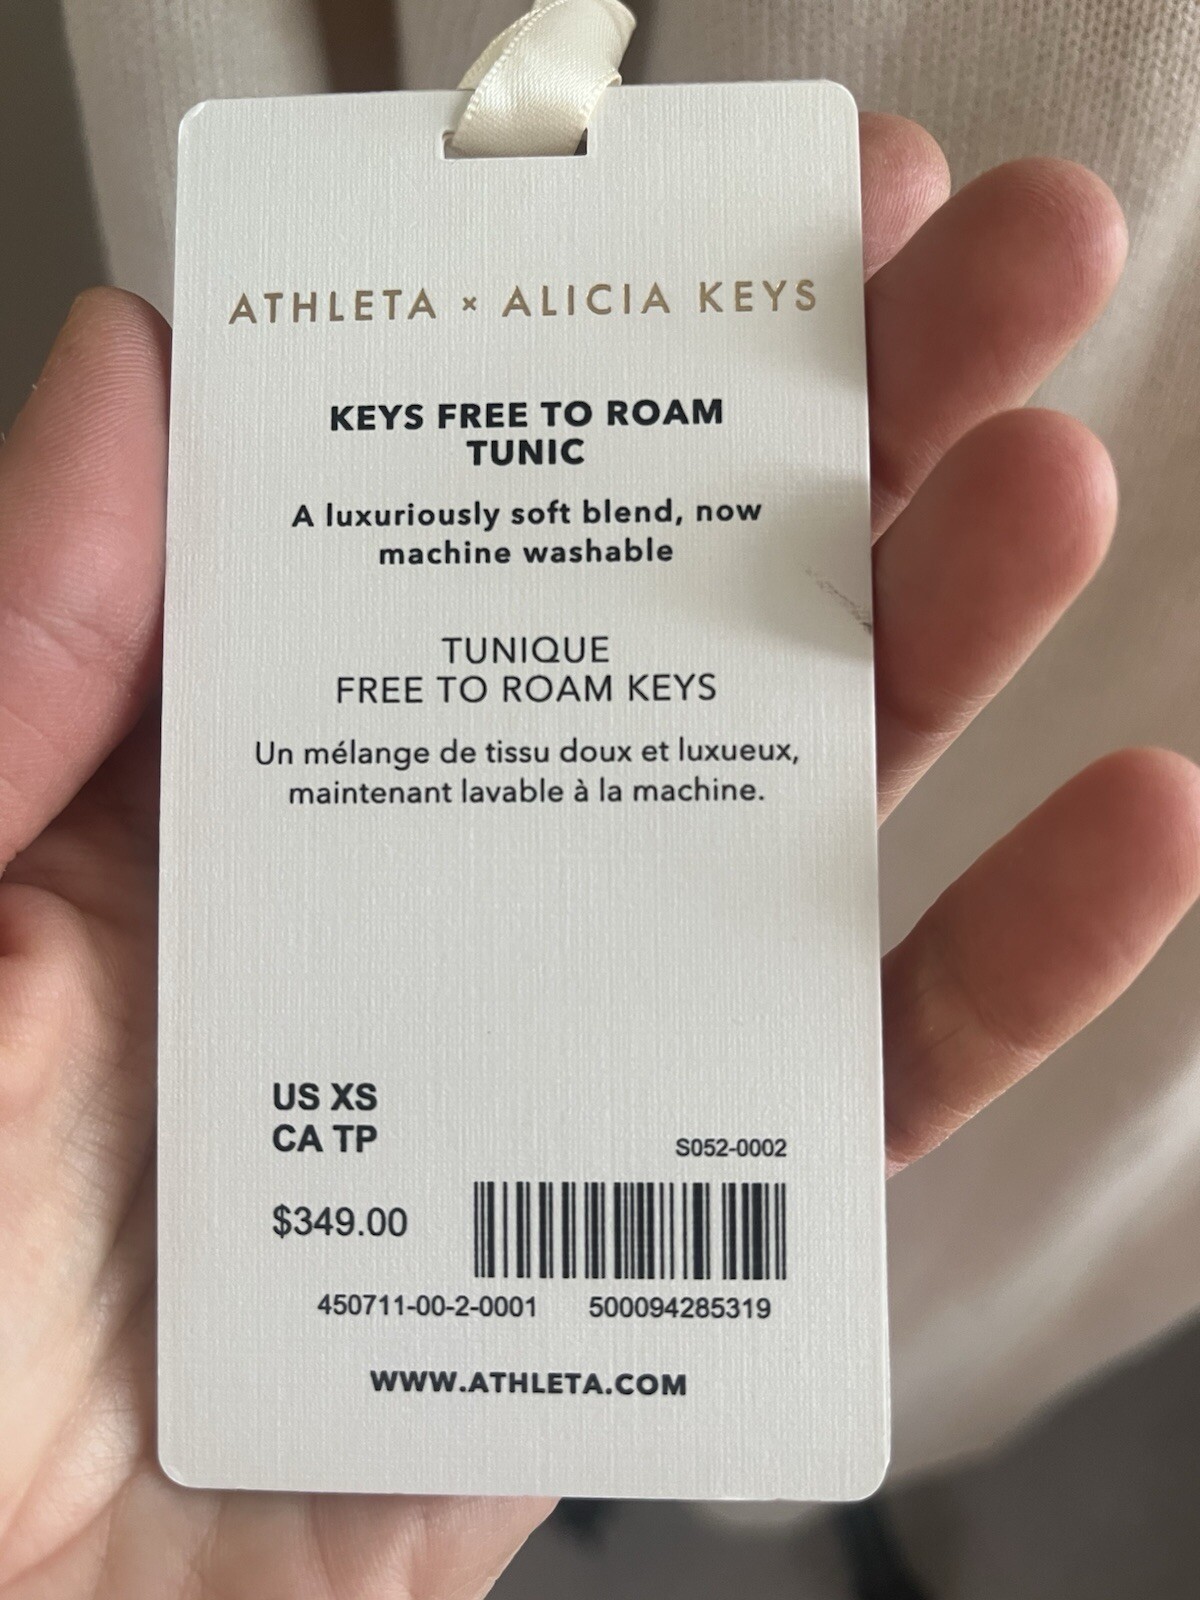 ATHLETA × ALICIA KEYS
KEYS FREE TO ROAM
TUNIC
A luxuriously soft blend, now
machine washable
TUNIQUE
FREE TO ROAM KEYS
Un mélange de tissu doux et luxueux,
maintenant lavable à la machine.
US XS
CA TP
S052-0002
$349.00
450711-00-2-0001 500094285319
WWW.ATHLETA.COM